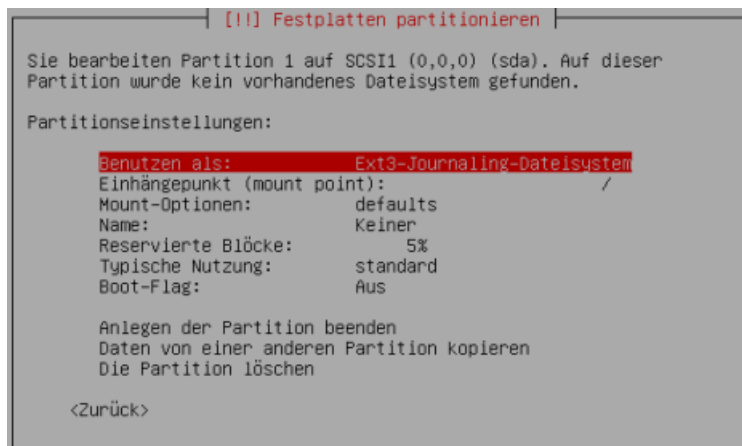 [!!] Festplatten partitionieren
Sie bearbeiten Partition 1 auf SCSI1 (0,0,0) (sda). Auf dieser
Partition wurde kein vorhandenes Dateisystem gefunden.
Partitionseinstellungen:
Benutzen als: Ext3-Journaling-Dateisystem
Einhängepunkt (mount point): /
Mount-Optionen: defaults
Name: Keiner
Reservierte Blöcke: 5%
Typische Nutzung: standard
Boot-Flag: Aus
Anlegen der Partition beenden
Daten von einer anderen Partition kopieren
Die Partition löschen
<Zurück>